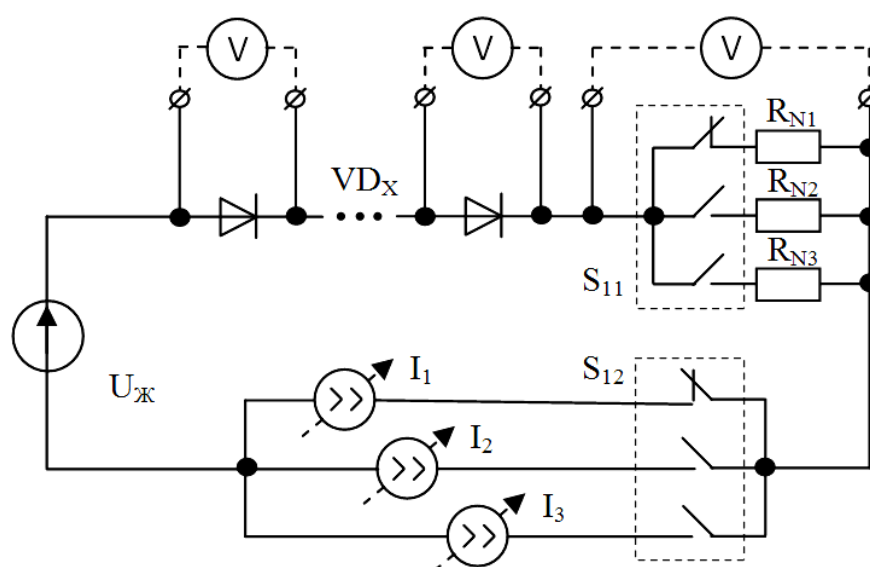 V
V
V
R_N1
VD_X
R_N2
R_N3
S_11
U_Ж
I_1
S_12
I_2
I_3